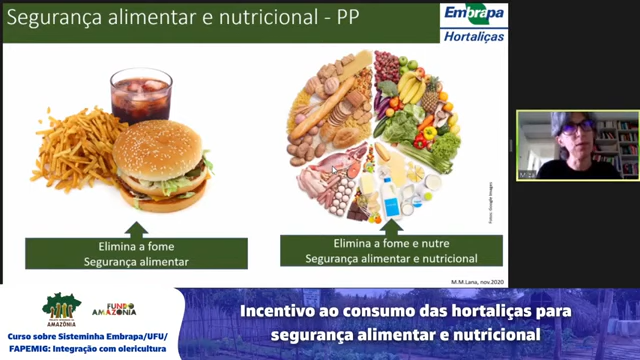 Segurança alimentar e nutricional - PP
Embrapa
Hortaliças
Elimina a fome
Segurança alimentar
Elimina a fome e nutre
Segurança alimentar e nutricional
Fotos: Google Imagens
M.M.Lana, nov.2020
AMAZÔNIA
FUNDO
AMAZÔNIA
Curso sobre Sisteminha Embrapa/UFU/
FAPEMIG: Integração com olericultura
Incentivo ao consumo das hortaliças para
segurança alimentar e nutricional